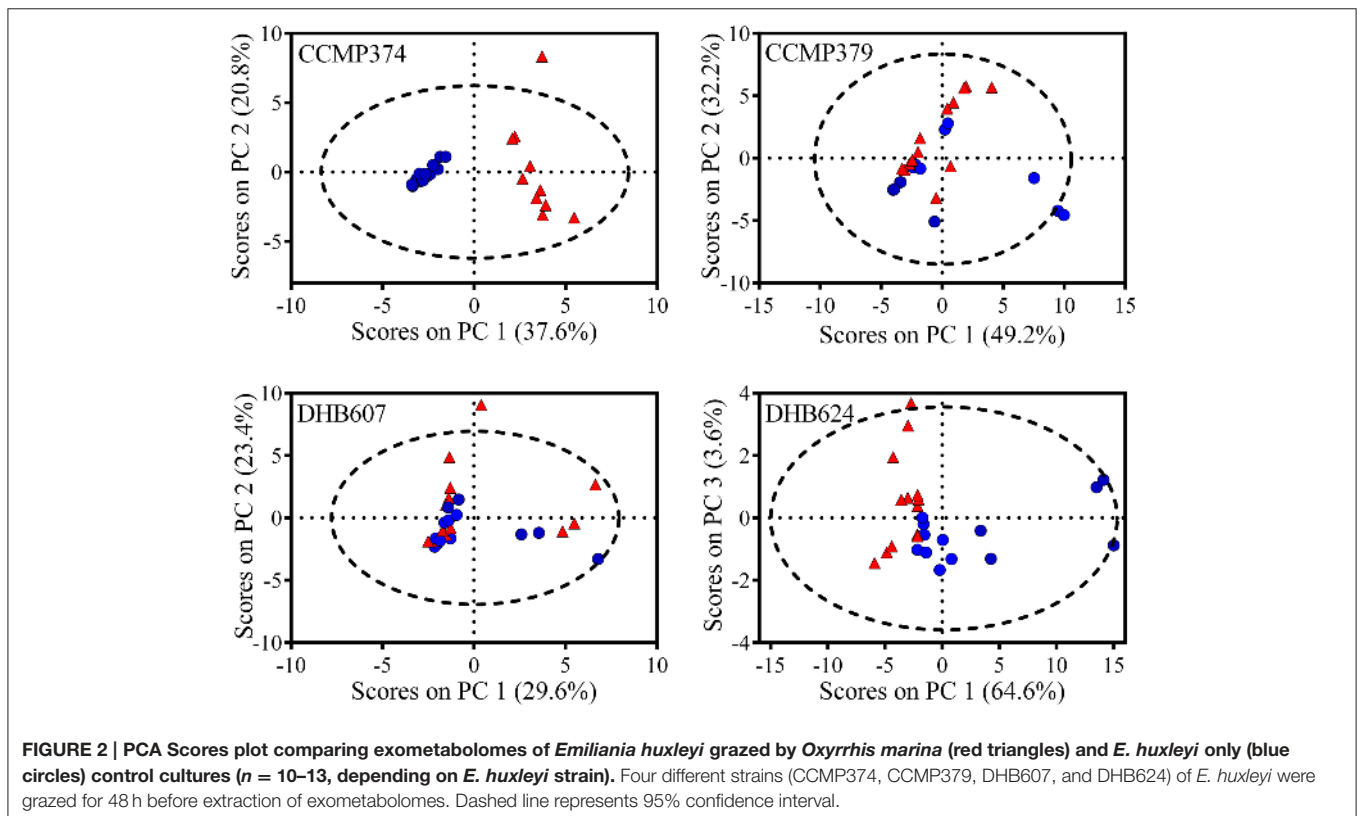 CCMP374
10
5
0
-5
-10
-5
0
5
10
Scores on PC 2 (20.8%)
Scores on PC 1 (37.6%)
CCMP379
10
5
0
-5
-10
-15
-10
-5
0
5
10
15
Scores on PC 2 (32.2%)
Scores on PC 1 (49.2%)
DHB607
10
5
0
-5
-10
-10
-5
0
5
10
Scores on PC 2 (23.4%)
Scores on PC 1 (29.6%)
DHB624
4
2
0
-2
-4
-15
-10
-5
0
5
10
15
Scores on PC 3 (3.6%)
Scores on PC 1 (64.6%)
FIGURE 2 | PCA Scores plot comparing exometabolomes of Emiliania huxleyi grazed by Oxyrrhis marina (red triangles) and E. huxleyi only (blue
circles) control cultures (n = 10–13, depending on E. huxleyi strain). Four different strains (CCMP374, CCMP379, DHB607, and DHB624) of E. huxleyi were
grazed for 48 h before extraction of exometabolomes. Dashed line represents 95% confidence interval.